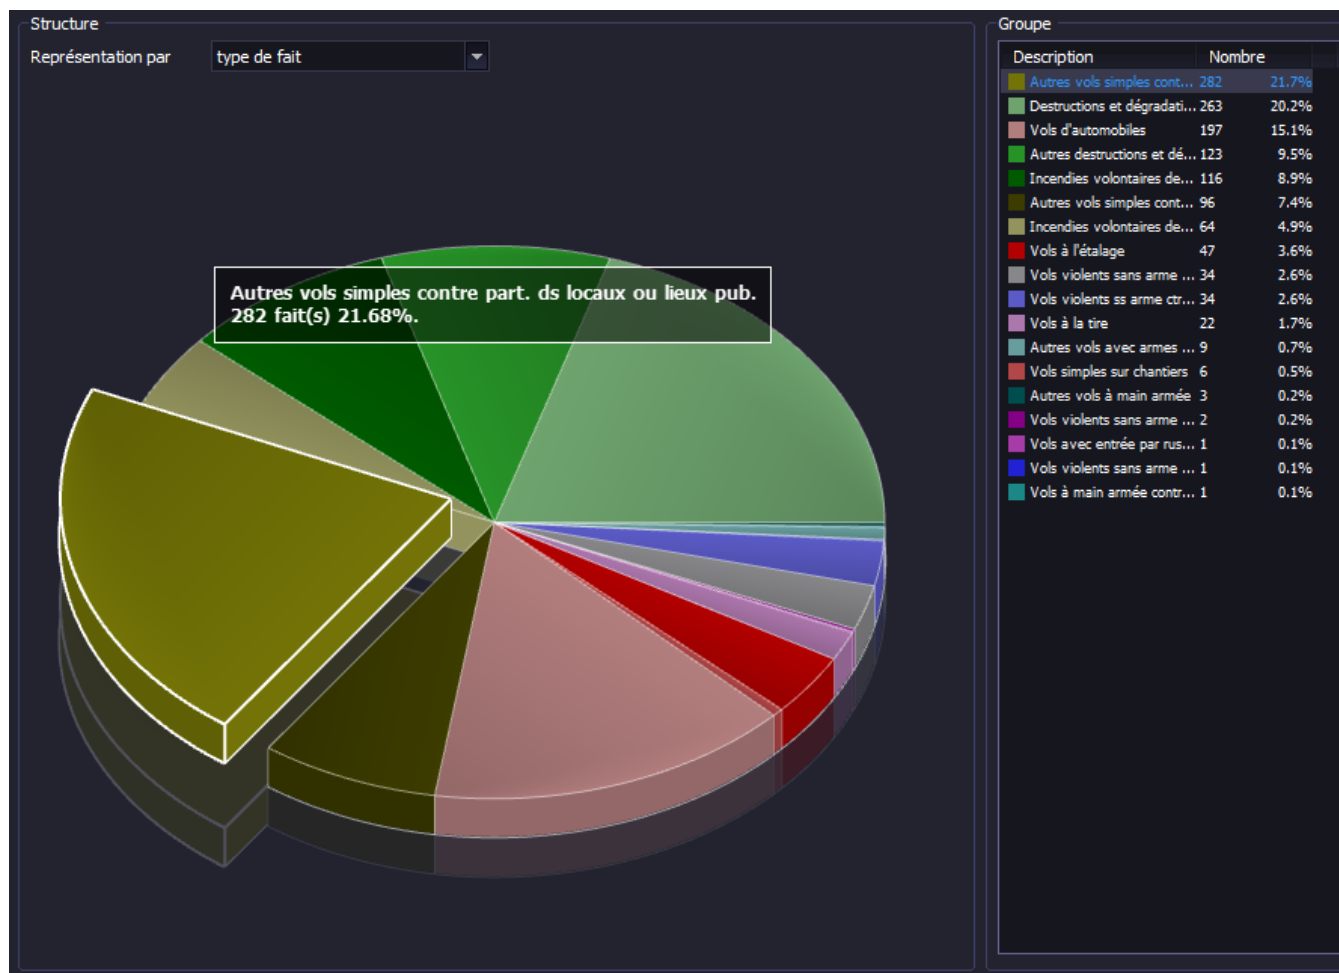 Structure
Représentation par type de fait
Autres vols simples contre part. ds locaux ou lieux pub.
282 fait(s) 21.68%.
Groupe
Description Nombre
Autres vols simples cont... 282 21.7%
Destructions et dégradati... 263 20.2%
Vols d'automobiles 197 15.1%
Autres destructions et dé... 123 9.5%
Incendies volontaires de... 116 8.9%
Autres vols simples cont... 96 7.4%
Incendies volontaires de... 64 4.9%
Vols à l'étalage 47 3.6%
Vols violents sans arme ... 34 2.6%
Vols violents ss arme ctr... 34 2.6%
Vols à la tire 22 1.7%
Autres vols avec armes ... 9 0.7%
Vols simples sur chantiers 6 0.5%
Autres vols à main armée 3 0.2%
Vols violents sans arme ... 2 0.2%
Vols avec entrée par rus... 1 0.1%
Vols violents sans arme ... 1 0.1%
Vols à main armée contr... 1 0.1%